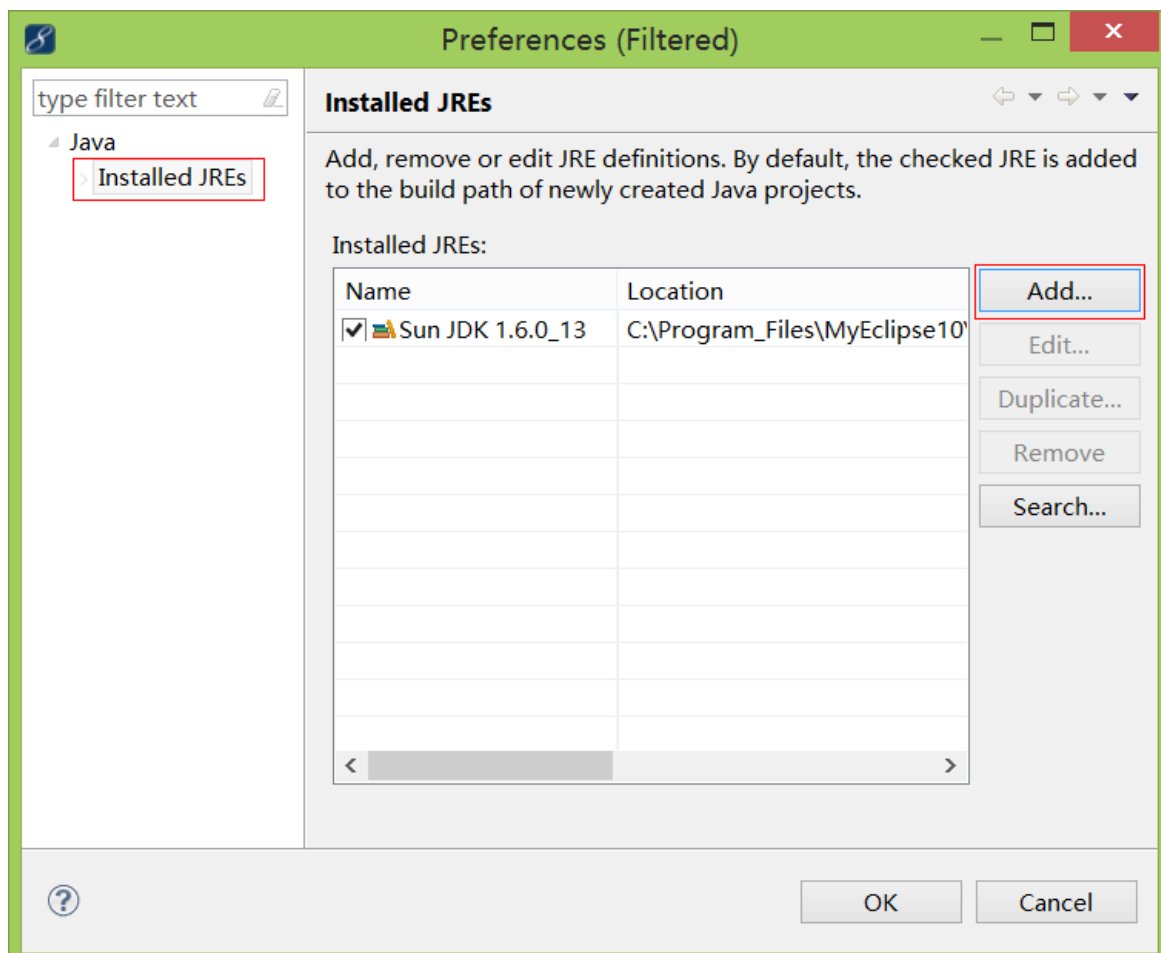 Preferences (Filtered)
type filter text
Java
Installed JREs
Installed JREs
Add, remove or edit JRE definitions. By default, the checked JRE is added
to the build path of newly created Java projects.
Installed JREs:
Name Location
Sun JDK 1.6.0_13 C:\Program_Files\MyEclipse10\
Add...
Edit...
Duplicate...
Remove
Search...
OK Cancel